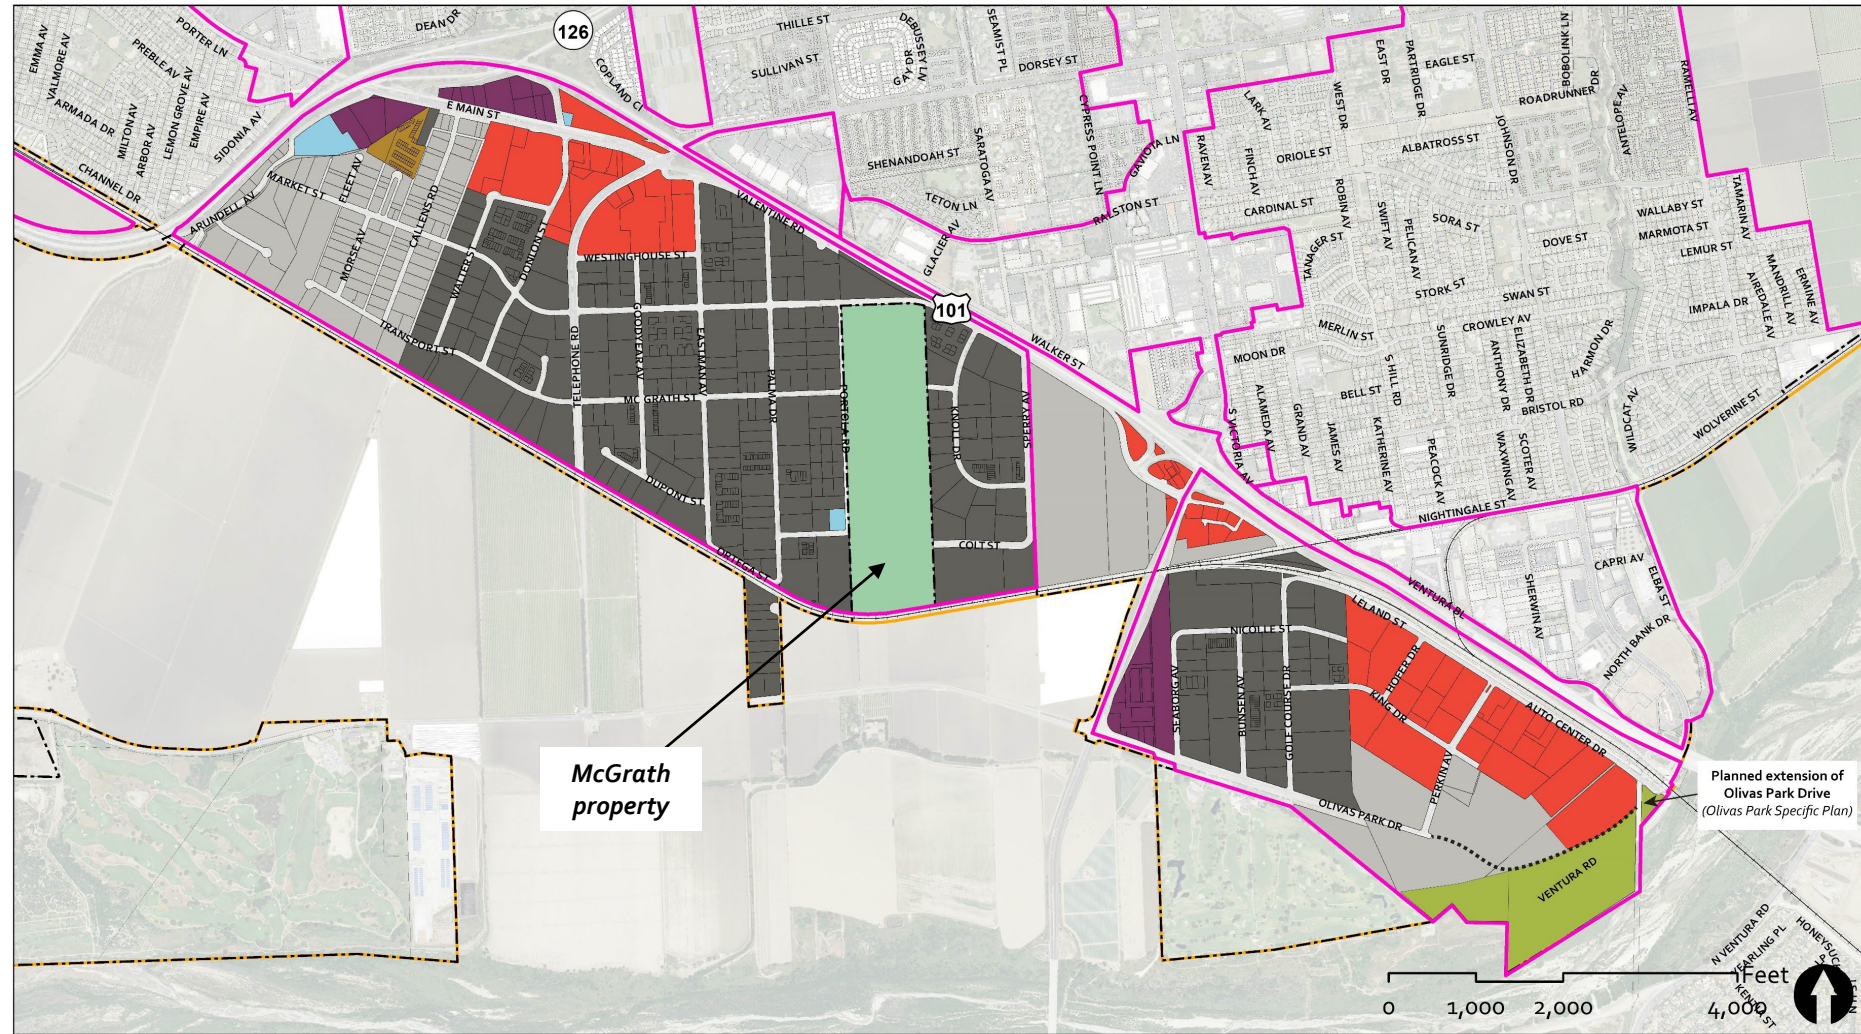 DEAN DR
PORTER LN
126
THILLE ST
DEBUSSEY LN
SEAMIST PL
EMMA AV
VALMORE AV
PREBLE AV
COPLAND CI
SULLIVAN ST
GAY DR
DORSEY ST
EAST DR
PARTRIDGE DR
EAGLE ST
BOBOLINK LN
RAMELLI AV
ARMADA DR
MILTON AV
ARBOR AV
LEMON GROVE AV
EMPIRE AV
SIDONIA AV
E MAIN ST
CYPRESS POINT LN
LARK AV
WEST DR
ROADRUNNER DR
ANTELOPE AV
CHANNEL DR
SHENANDOAH ST
SARATOGA AV
GAVIOTA LN
RAVEN AV
FINCH AV
ORIOLE ST
ALBATROSS ST
JOHNSON DR
ARUNDELL AV
MARKET ST
FLEET AV
CALLENS RD
VALENTINE RD
TETON LN
GLACIER AV
RALSTON ST
CARDINAL ST
ROBIN AV
SWIFT AV
PELICAN AV
SORA ST
DOVE ST
WALLABY ST
MARMOTA ST
LEMUR ST
TAMARIN AV
MORSE AV
WALTER ST
DONLON ST
WESTINGHOUSE ST
TANAGER ST
STORK ST
SWAN ST
IMPALA DR
AIREDALE AV
MANDRILL AV
ERMINE AV
101
TRANSPORT ST
TELEPHONE RD
GOODYEAR AV
EASTMAN AV
PALMA DR
PORTOLA RD
WALKER ST
MERLIN ST
MOON DR
CROWLEY AV
SUNRIDGE DR
ANTHONY DR
ELIZABETH DR
HARMON DR
MC GRATH ST
KNOLL DR
SPERRY AV
S VICTORIA AV
ALAMEDA AV
GRAND AV
JAMES AV
BELL ST
S HILL RD
KATHERINE AV
PEACOCK AV
WAXWING AV
SCOTER AV
BRISTOL RD
WILDCAT AV
WOLVERINE ST
DUPONT ST
ORTEGA ST
COLT ST
NIGHTINGALE ST
CAPRI AV
ELBA ST
SHERWIN AV
NORTH BANK DR
VENTURA BL
LELAND ST
NICOLLE ST
SEABORG AV
BUNSEN AV
GOLF COURSE DR
HOFER DR
KING DR
PERKIN AV
AUTO CENTER DR
OLIVAS PARK DR
VENTURA RD
McGrath
property
Planned extension of
Olivas Park Drive
(Olivas Park Specific Plan)
N VENTURA RD
YEARLING PL
Feet
0 1,000 2,000 4,000